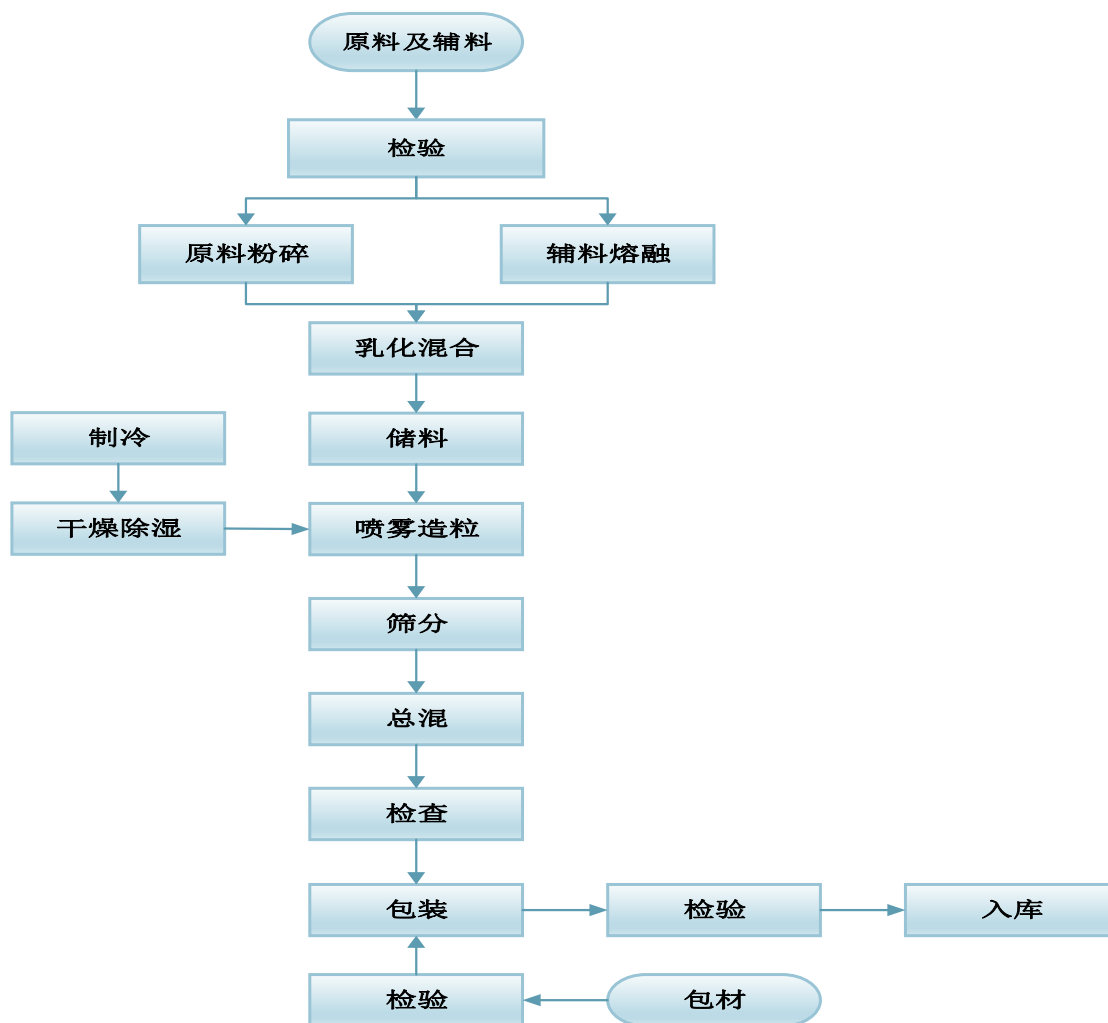 原料及辅料
检验
原料粉碎
辅料熔融
乳化混合
制冷
储料
干燥除湿
喷雾造粒
筛分
总混
检查
包装
检验
入库
检验
包材